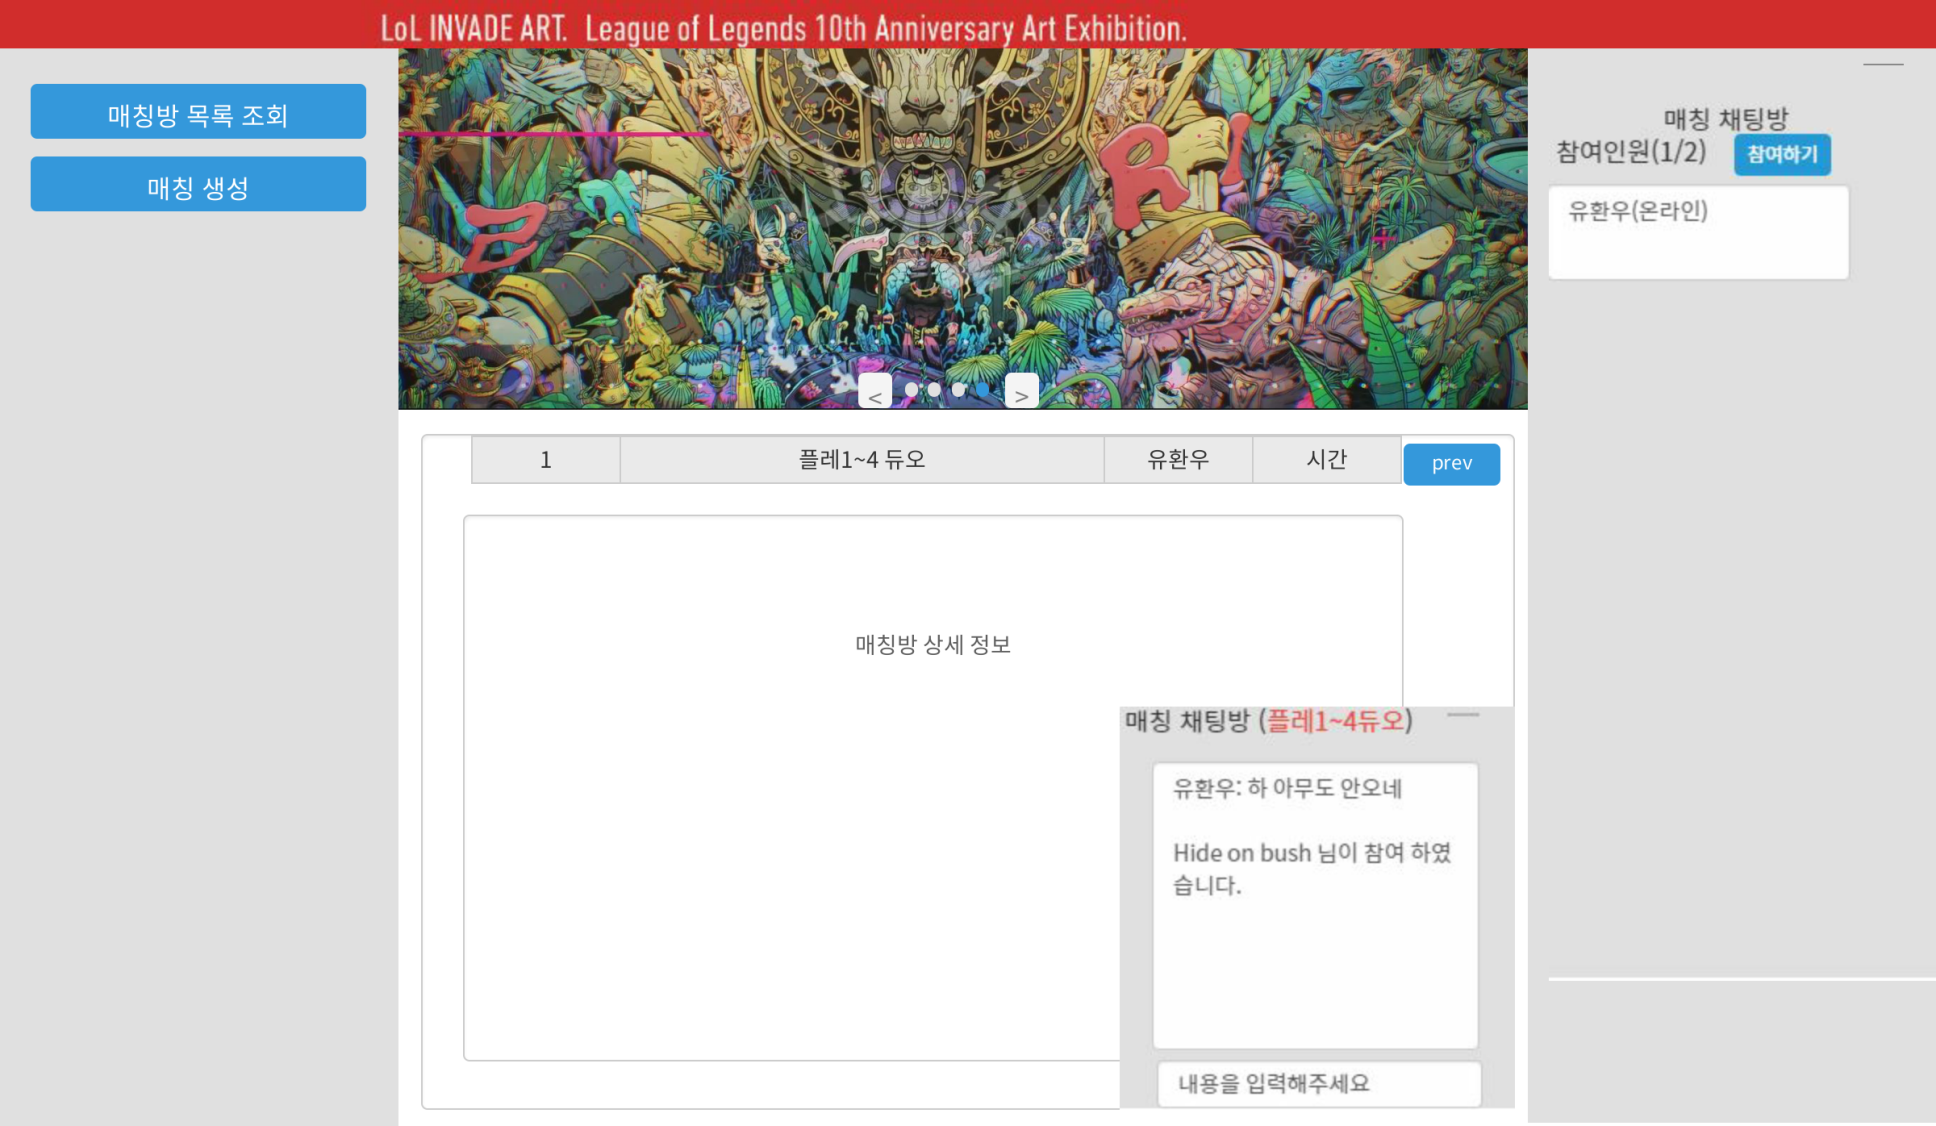 LoL INVADE ART. League of Legends 10th Anniversary Art Exhibition.
매칭방 목록 조회
매칭 생성
R
<
>
1
플레1~4 듀오
유환우
시간
prev
매칭방 상세 정보
매칭 채팅방 (플레1~4듀오)
유환우: 하 아무도 안오네
Hide on bush 님이 참여 하였
습니다.
내용을 입력해주세요
매칭 채팅방
참여인원(1/2)
참여하기
유환우(온라인)